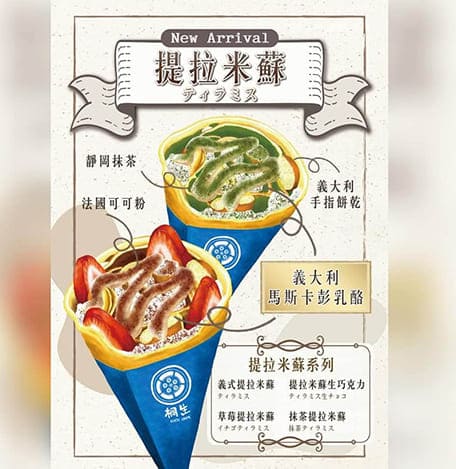 New Arrival
提拉米蘇
ティラミス
靜岡抹茶
義大利
手指餅乾
法國可可粉
義大利
馬斯卡彭乳酪
桐生
提拉米蘇系列
義式提拉米蘇
ティラミス
提拉米蘇生巧克力
ティラミス生チョコ
草莓提拉米蘇
イチゴティラミス
抹茶提拉米蘇
抹茶ティラミス